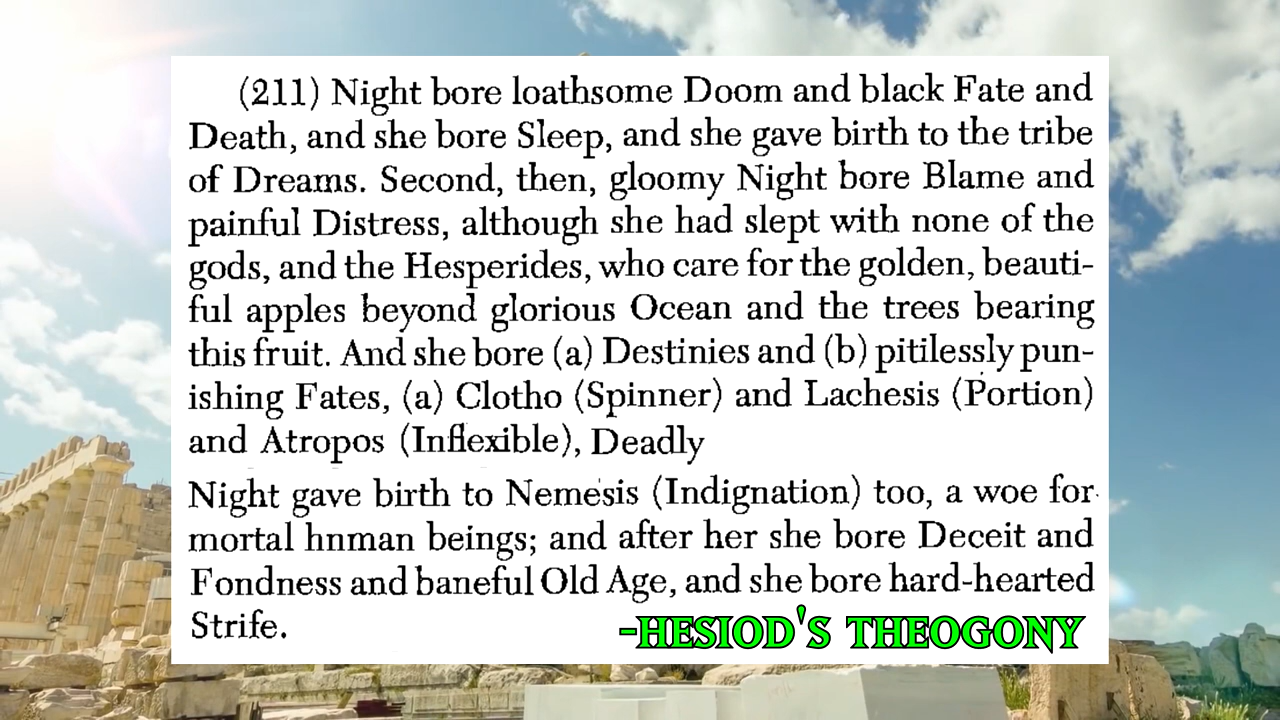 (211) Night bore loathsome Doom and black Fate and
Death, and she bore Sleep, and she gave birth to the tribe
of Dreams. Second, then, gloomy Night bore Blame and
painful Distress, although she had slept with none of the
gods, and the Hesperides, who care for the golden, beauti-
ful apples beyond glorious Ocean and the trees bearing
this fruit. And she bore (a) Destinies and (b) pitilessly pun-
ishing Fates, (a) Clotho (Spinner) and Lachesis (Portion)
and Atropos (Inflexible), Deadly
Night gave birth to Nemesis (Indignation) too, a woe for
mortal hnman beings; and after her she bore Deceit and
Fondness and baneful Old Age, and she bore hard-hearted
Strife.
-HESIOD'S THEOGONY